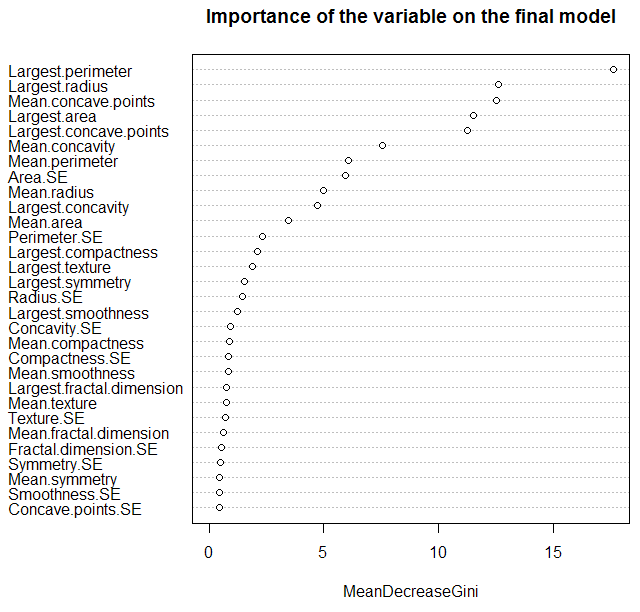 Importance of the variable on the final model
Largest.perimeter
Largest.radius
Mean.concave.points
Largest.area
Largest.concave.points
Mean.concavity
Mean.perimeter
Area.SE
Mean.radius
Largest.concavity
Mean.area
Perimeter.SE
Largest.compactness
Largest.texture
Largest.symmetry
Radius.SE
Largest.smoothness
Concavity.SE
Mean.compactness
Compactness.SE
Mean.smoothness
Largest.fractal.dimension
Mean.texture
Texture.SE
Mean.fractal.dimension
Fractal.dimension.SE
Symmetry.SE
Mean.symmetry
Smoothness.SE
Concave.points.SE
0 5 10 15
MeanDecreaseGini